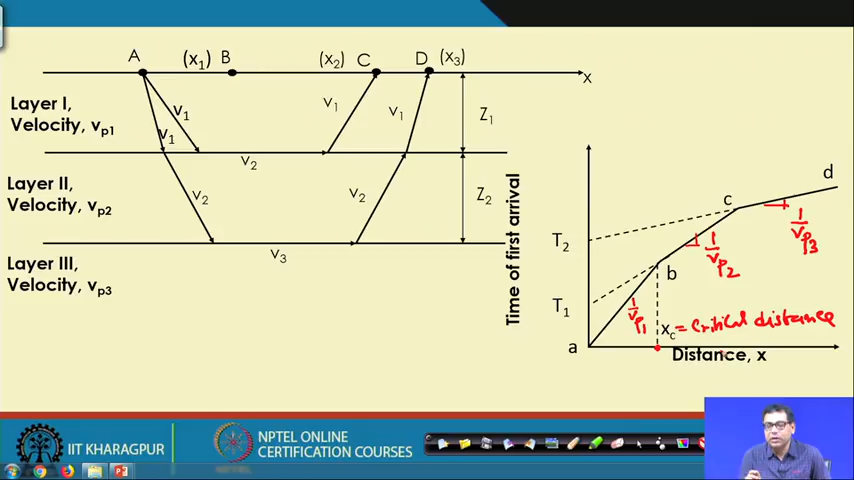 A (x₁) B (x₂) C D (x₃)
x
Layer I,
Velocity, vp1
v₁
v₁
v₁
v₁
Z₁
v₂
Layer II,
Velocity, vp2
v₂
v₂
Z₂
v₃
Layer III,
Velocity, vp3
Time of first arrival
d
c
T₂
1/vp3
1/vp2
b
T₁
1/vp1
xc = critical distance
a
Distance, x
IIT KHARAGPUR
NPTEL ONLINE
CERTIFICATION COURSES